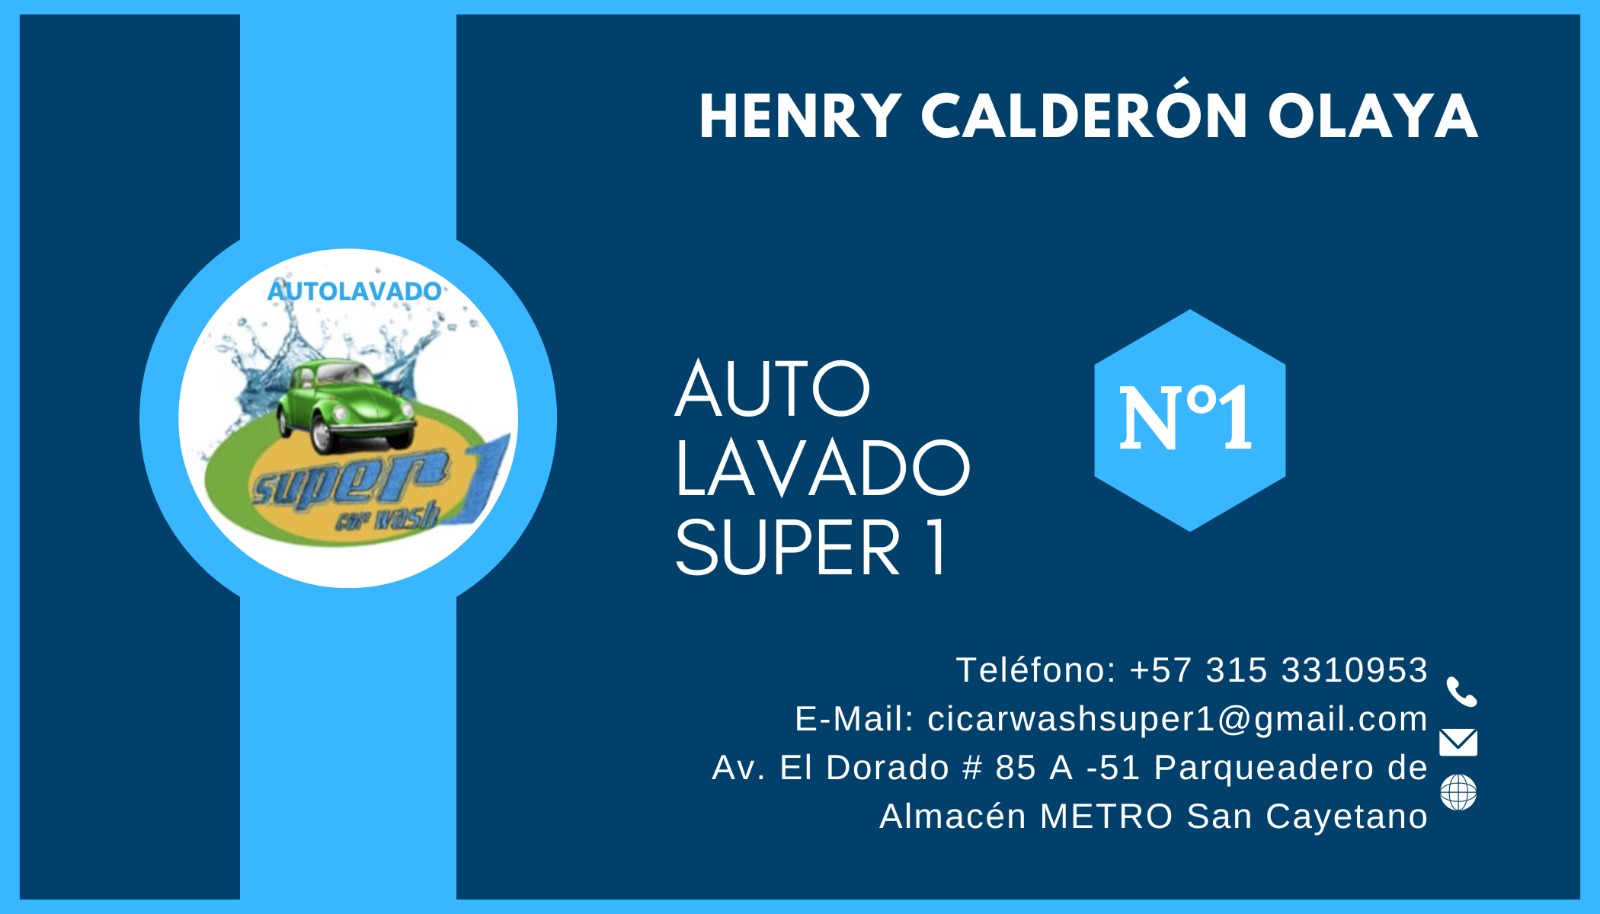 HENRY CALDERÓN OLAYA
AUTOLAVADO
super 1
car wash
AUTO
LAVADO
SUPER 1
Nº1
Teléfono: +57 315 3310953
E-Mail: cicarwashsuper1@gmail.com
Av. El Dorado # 85 A -51 Parqueadero de
Almacén METRO San Cayetano